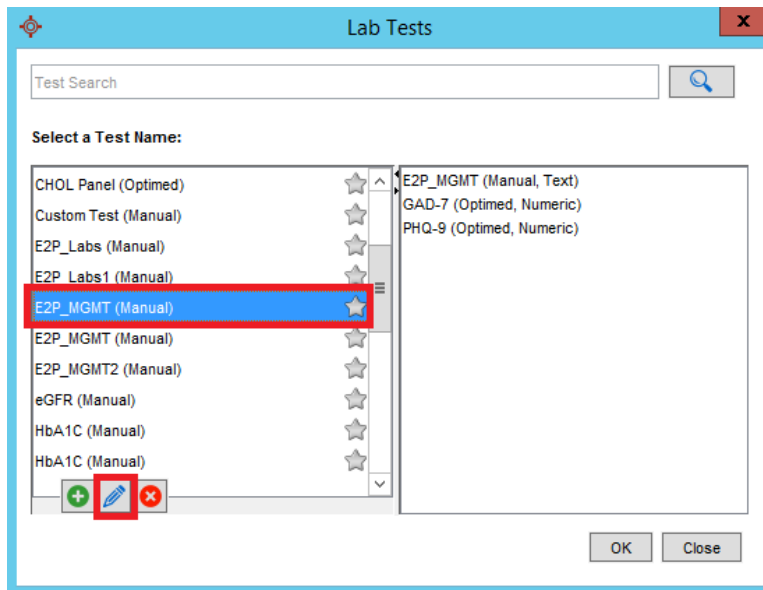 Lab Tests
x
Test Search
Select a Test Name:
CHOL Panel (Optimed)
Custom Test (Manual)
E2P_Labs (Manual)
E2P_Labs1 (Manual)
E2P_MGMT (Manual)
E2P_MGMT (Manual)
E2P_MGMT2 (Manual)
eGFR (Manual)
HbA1C (Manual)
HbA1C (Manual)
E2P_MGMT (Manual, Text)
GAD-7 (Optimed, Numeric)
PHQ-9 (Optimed, Numeric)
OK Close